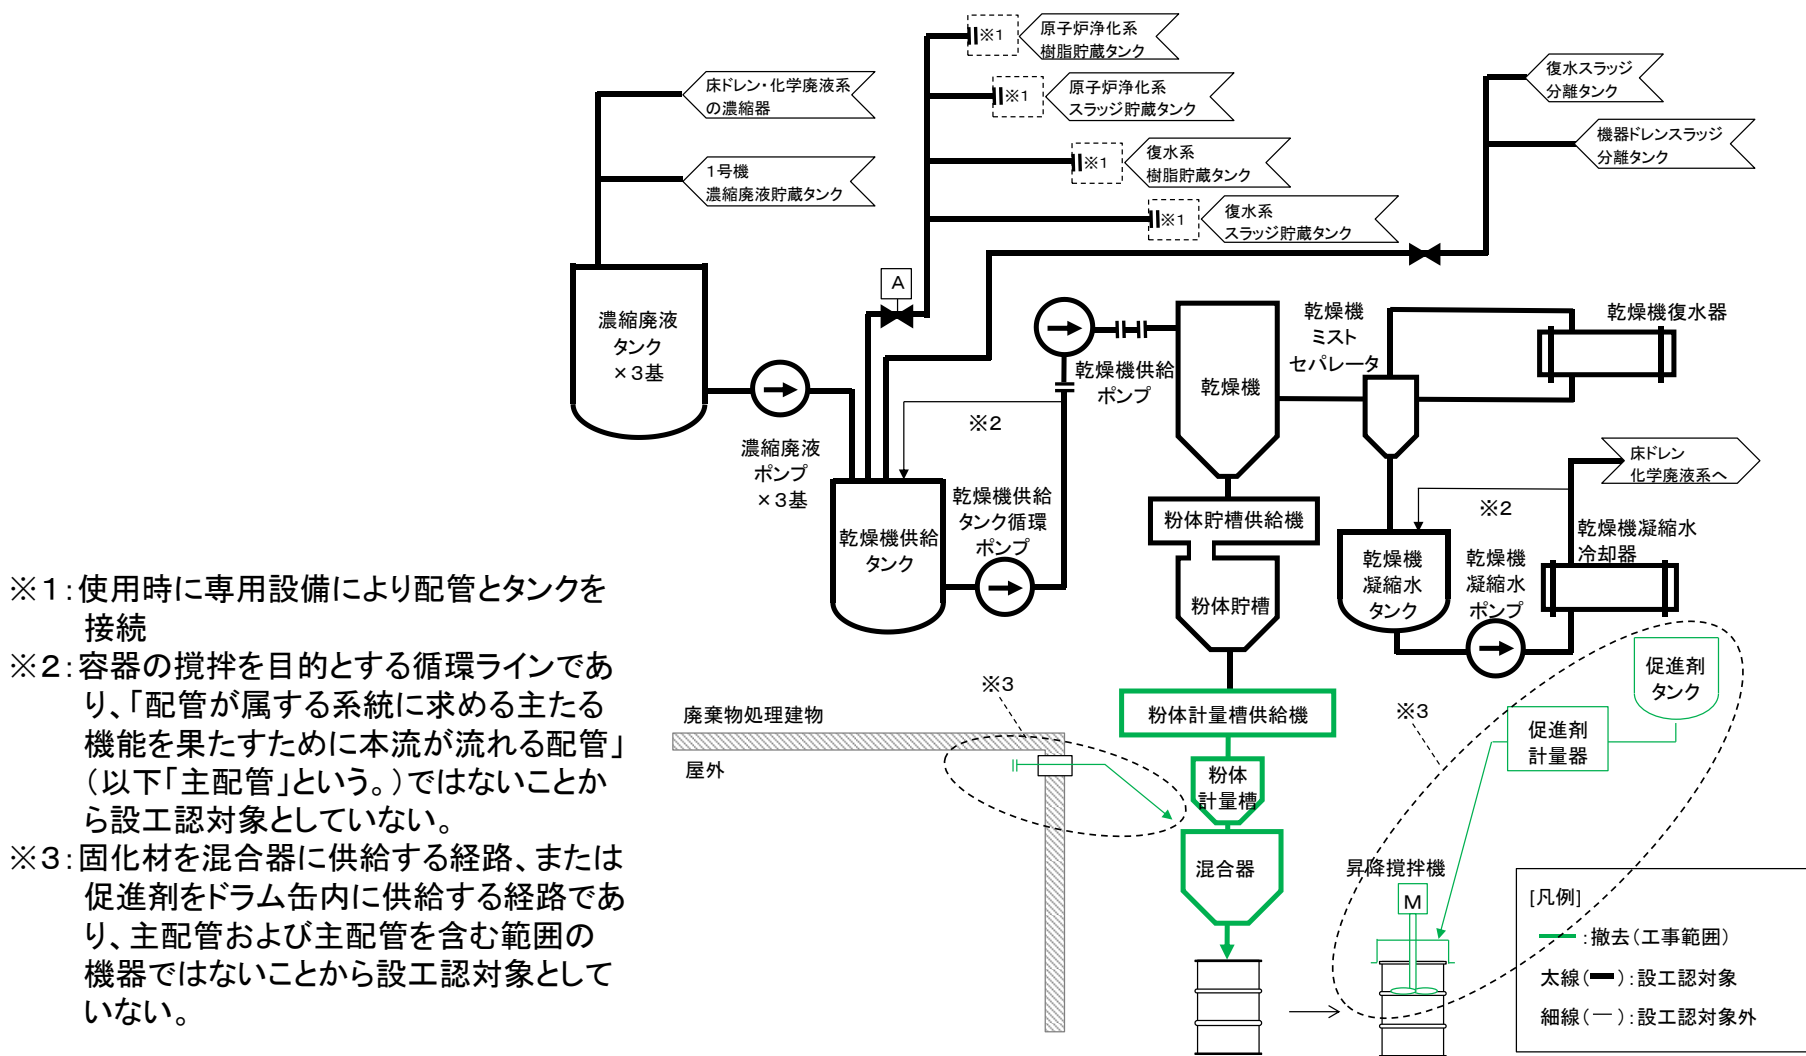 ※1
原子炉浄化系
樹脂貯蔵タンク
※1
原子炉浄化系
スラッジ貯蔵タンク
※1
復水系
樹脂貯蔵タンク
※1
復水系
スラッジ貯蔵タンク
復水スラッジ
分離タンク
機器ドレンスラッジ
分離タンク
床ドレン・化学廃液系
の濃縮器
1号機
濃縮廃液貯蔵タンク
A
濃縮廃液
タンク
×3基
濃縮廃液
ポンプ
×3基
※2
乾燥機供給
ポンプ
乾燥機
乾燥機
ミスト
セパレータ
乾燥機復水器
乾燥機供給
タンク
乾燥機供給
タンク循環
ポンプ
粉体貯槽供給機
粉体貯槽
床ドレン
化学廃液系へ
※2
乾燥機
凝縮水
タンク
乾燥機
凝縮水
ポンプ
乾燥機凝縮水
冷却器
※1:使用時に専用設備により配管とタンクを
接続
※2:容器の撹拌を目的とする循環ラインであ
り、「配管が属する系統に求める主たる
機能を果たすために本流が流れる配管」
(以下「主配管」という。)ではないことか
ら設工認対象としていない。
※3:固化材を混合器に供給する経路、または
促進剤をドラム缶内に供給する経路であ
り、主配管および主配管を含む範囲の
機器ではないことから設工認対象として
いない。
廃棄物処理建物
屋外
※3
粉体計量槽供給機
粉体
計量槽
混合器
※3
促進剤
タンク
促進剤
計量器
昇降撹拌機
M
[凡例]
:撤去(工事範囲)
太線(━):設工認対象
細線(─):設工認対象外